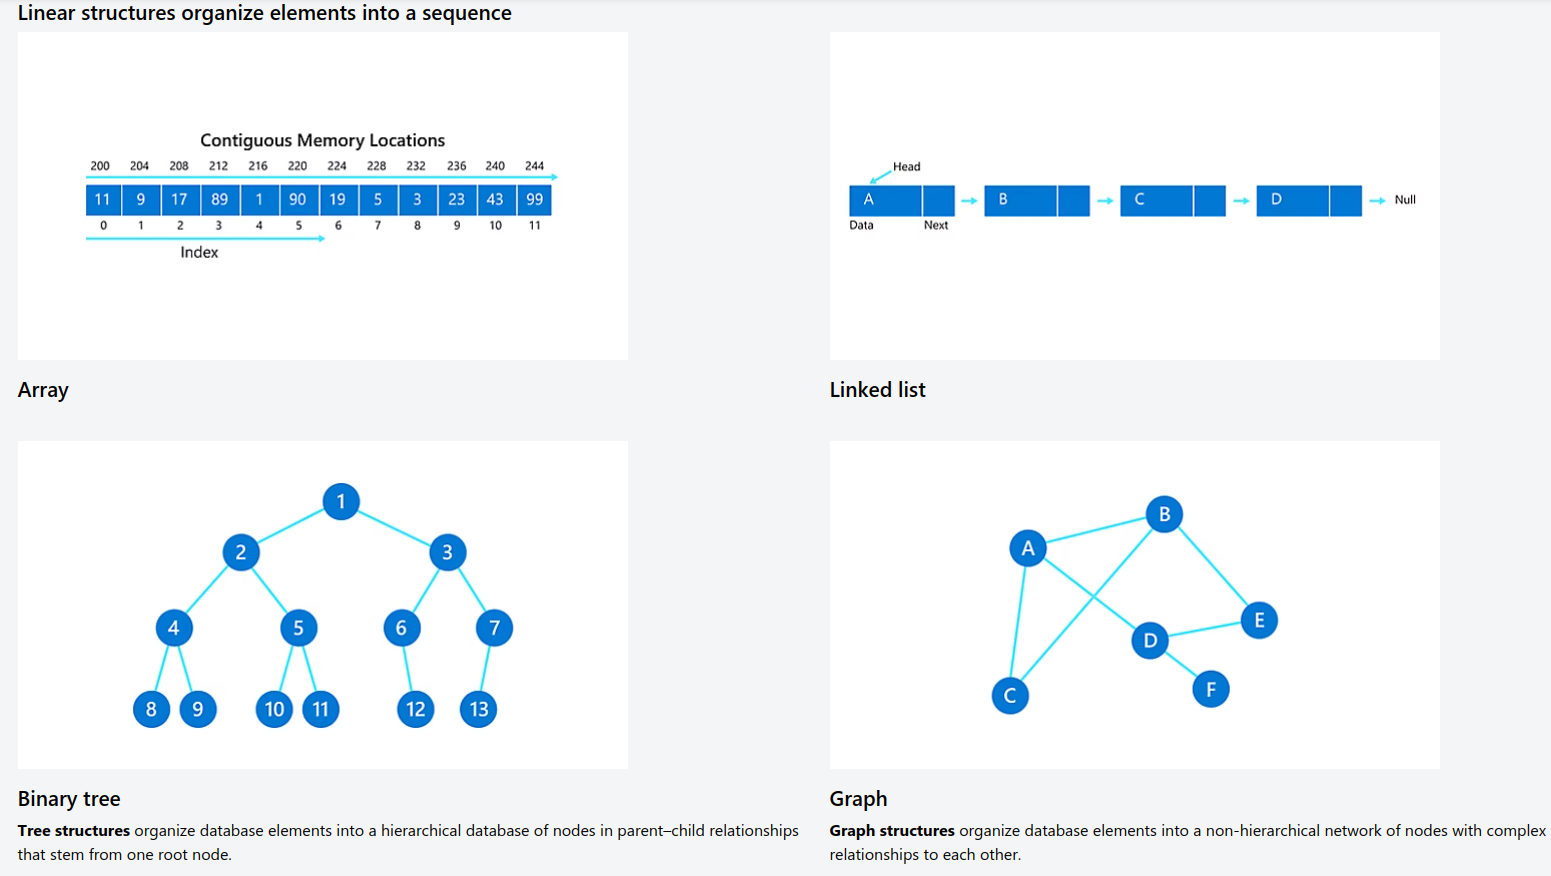 Linear structures organize elements into a sequence
Contiguous Memory Locations
200 204 208 212 216 220 224 228 232 236 240 244
11 9 17 89 1 90 19 5 3 23 43 99
0 1 2 3 4 5 6 7 8 9 10 11
Index
Array
Head
A B C D Null
Data Next
Linked list
1
2 3
4 5 6 7
8 9 10 11 12 13
Binary tree
Tree structures organize database elements into a hierarchical database of nodes in parent–child relationships
that stem from one root node.
B
A
E
D
F
C
Graph
Graph structures organize database elements into a non-hierarchical network of nodes with complex
relationships to each other.